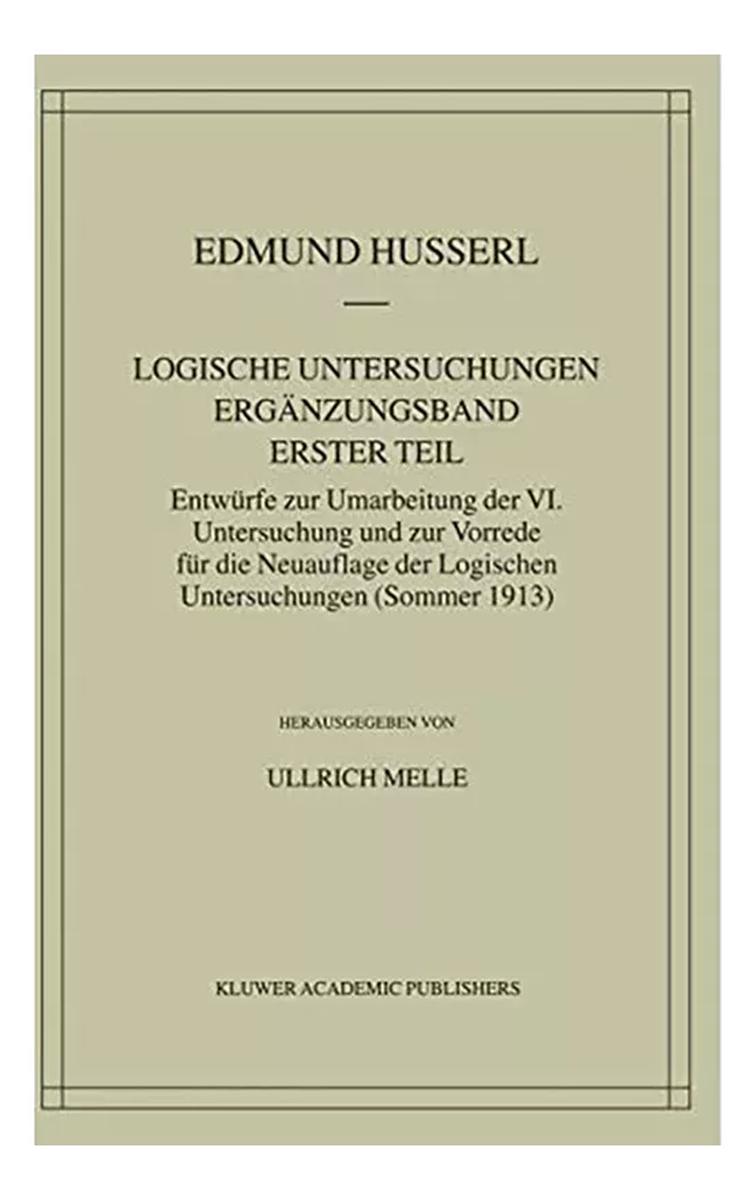 EDMUND HUSSERL
LOGISCHE UNTERSUCHUNGEN
ERGÄNZUNGSBAND
ERSTER TEIL
Entwürfe zur Umarbeitung der VI.
Untersuchung und zur Vorrede
für die Neuauflage der Logischen
Untersuchungen (Sommer 1913)
HERAUSGEGEBEN VON
ULLRICH MELLE
KLUWER ACADEMIC PUBLISHERS